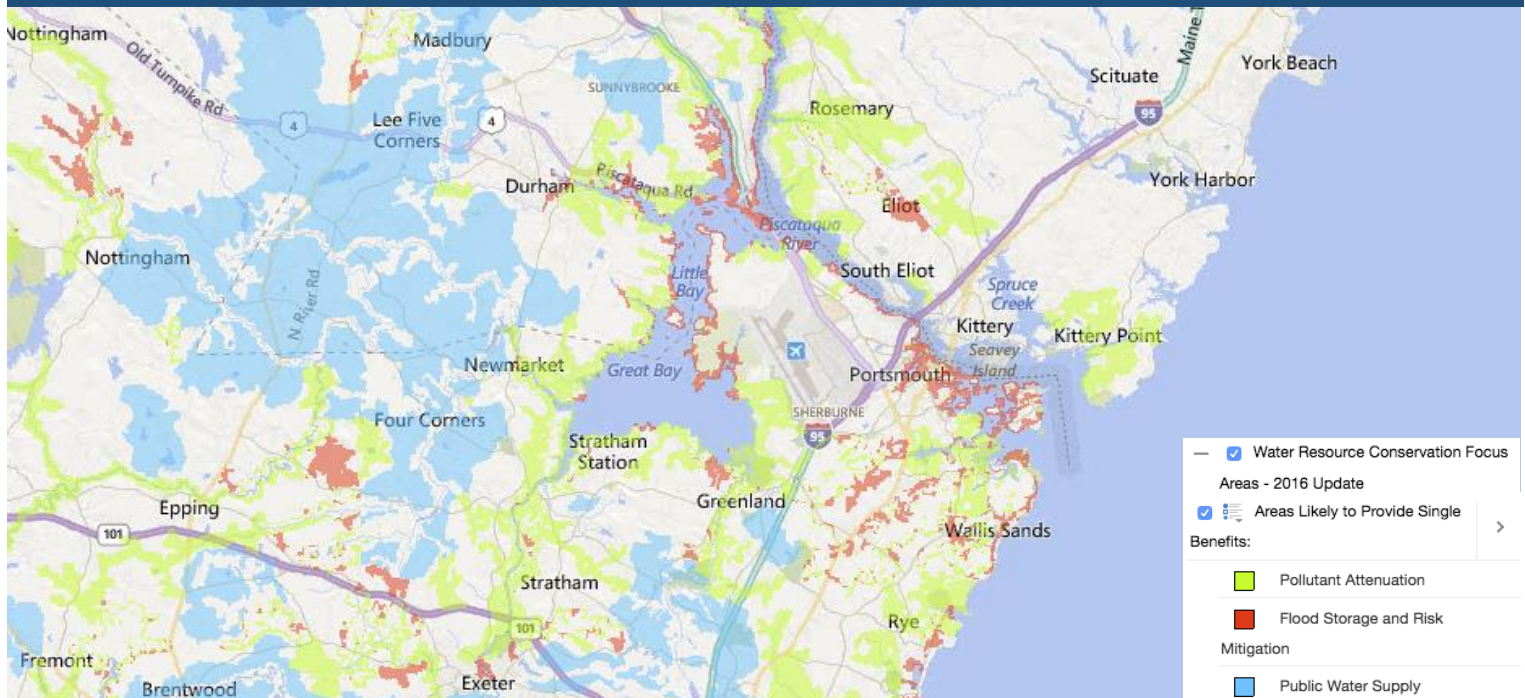 Nottingham
Madbury
Maine T
York Beach
Scituate
Old Turnpike Rd
SUNNYBROOKE
Rosemary
95
4
Lee Five
Corners
4
York Harbor
Durham
Piscataqua Rd
Eliot
Piscataqua
River
Nottingham
South Eliot
Little
Bay
Spruce
Creek
N River Rd
Kittery
Kittery Point
Seavey
Island
Newmarket
Great Bay
Portsmouth
SHERBURNE
Four Corners
95
Stratham
Station
Greenland
Epping
101
Wallis Sands
Stratham
Rye
101
Fremont
Exeter
Brentwood
Water Resource Conservation Focus
Areas - 2016 Update
Areas Likely to Provide Single
Benefits:
Pollutant Attenuation
Flood Storage and Risk
Mitigation
Public Water Supply